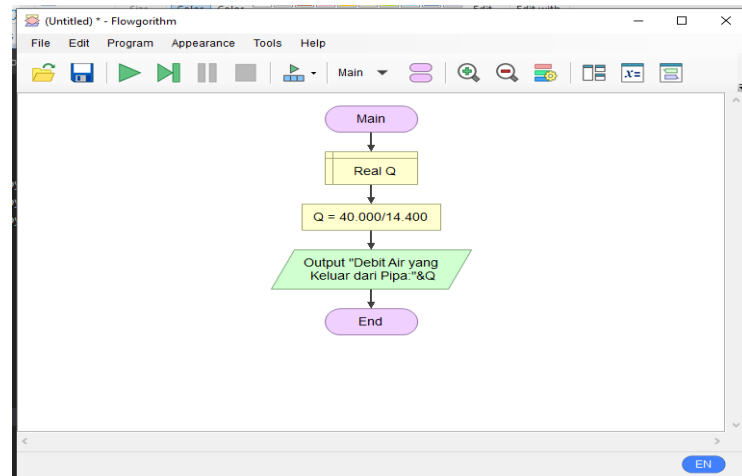 (Untitled) * - Flowgorithm
File Edit Program Appearance Tools Help
Main
x=
Main
Real Q
Q = 40.000/14.400
Output "Debit Air yang
Keluar dari Pipa:"&Q
End
EN